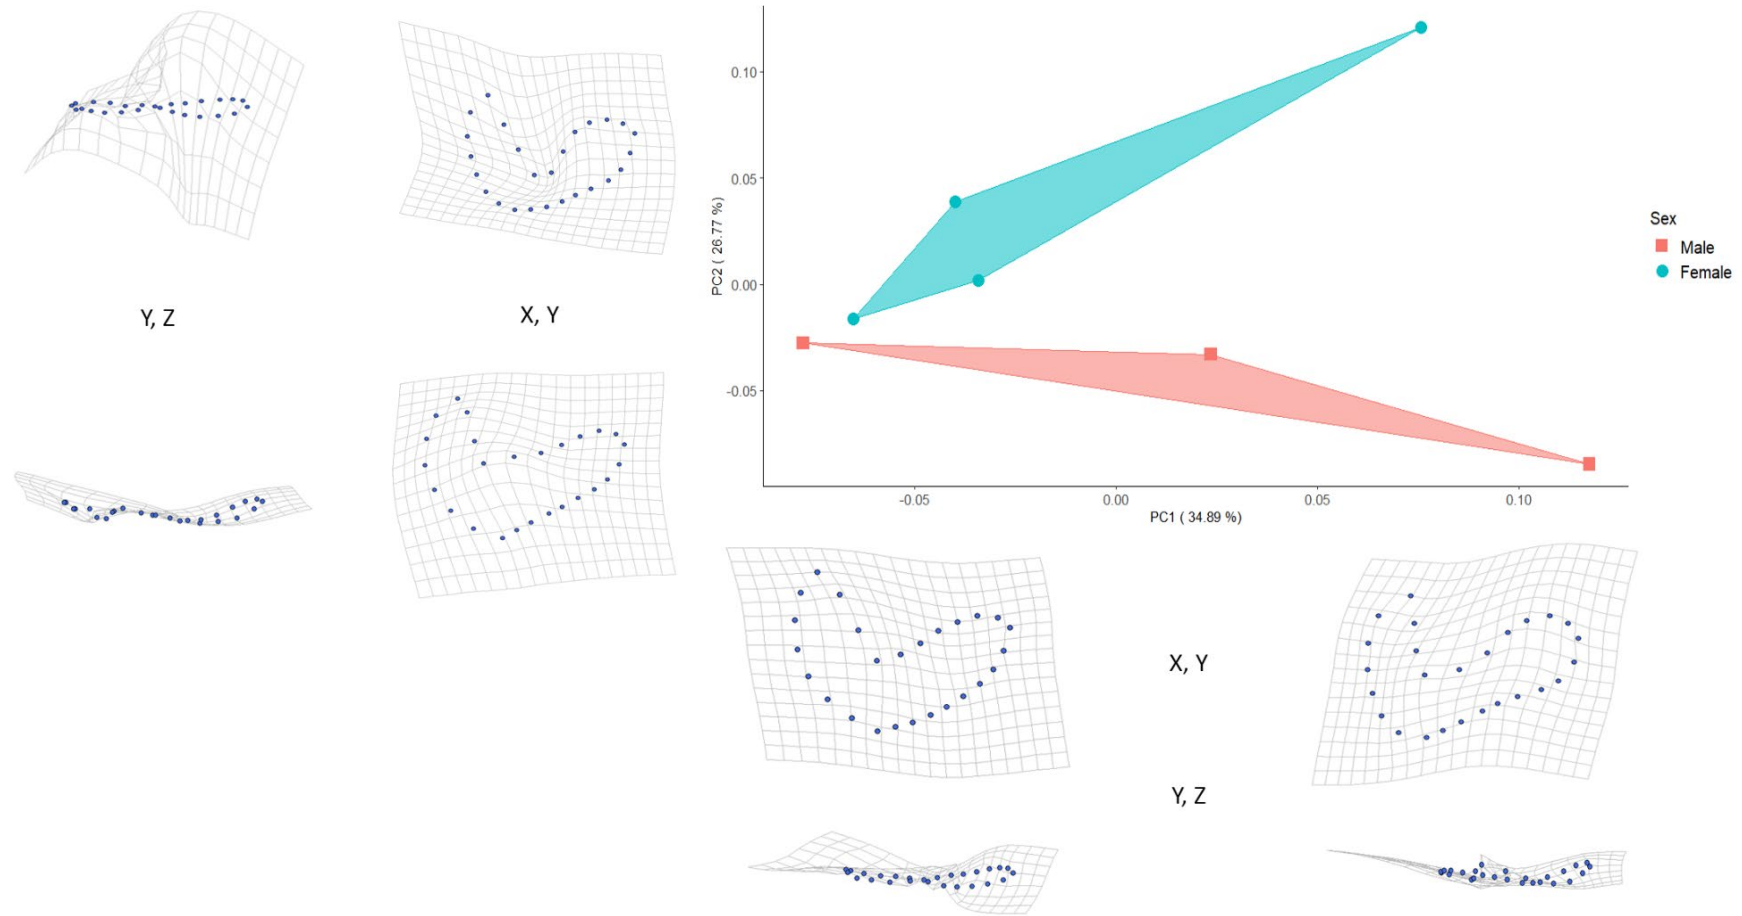 0.10
0.05
0.00
-0.05
PC2 ( 26.77 %)
-0.05
0.00
0.05
0.10
PC1 ( 34.89 %)
Sex
Male
Female
Y, Z
X, Y
X, Y
Y, Z